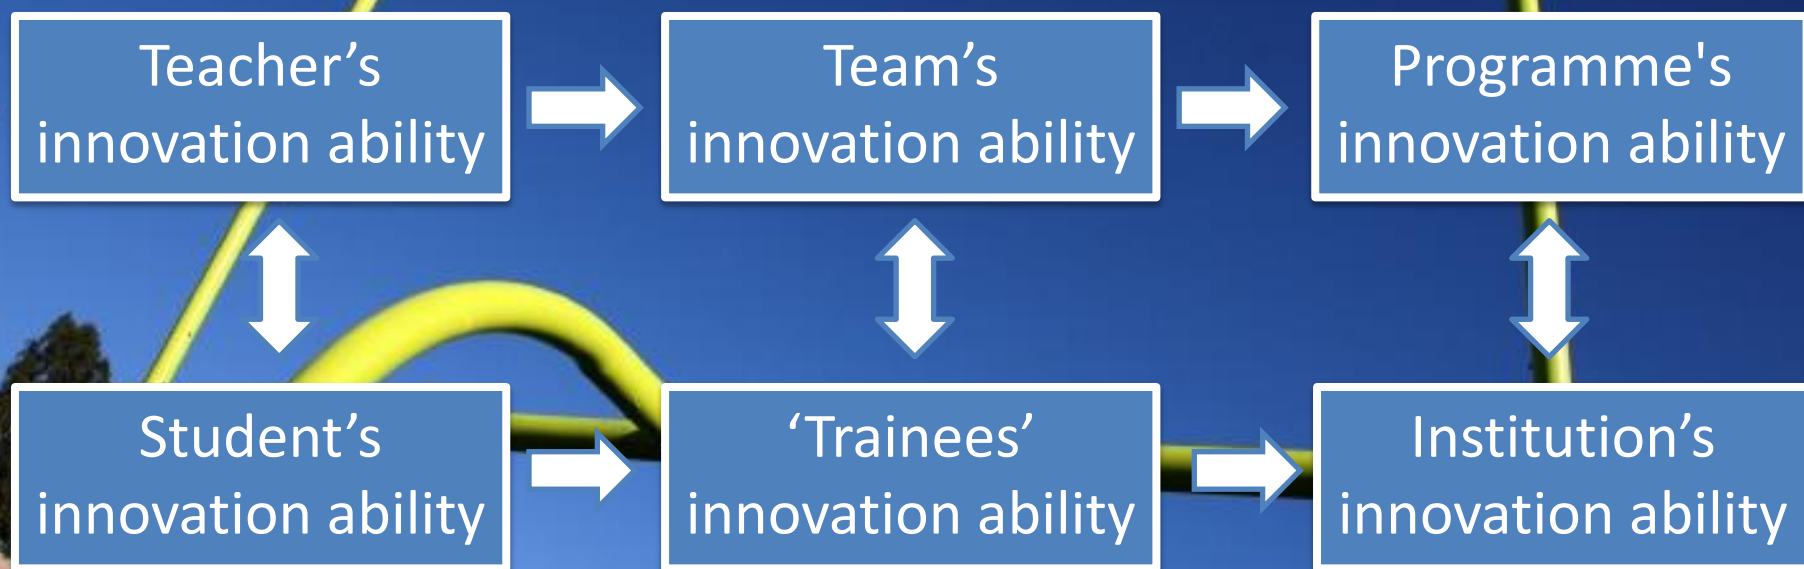 Teacher’s
innovation ability
Team’s
innovation ability
Programme's
innovation ability
Student’s
innovation ability
‘Trainees’
innovation ability
Institution’s
innovation ability